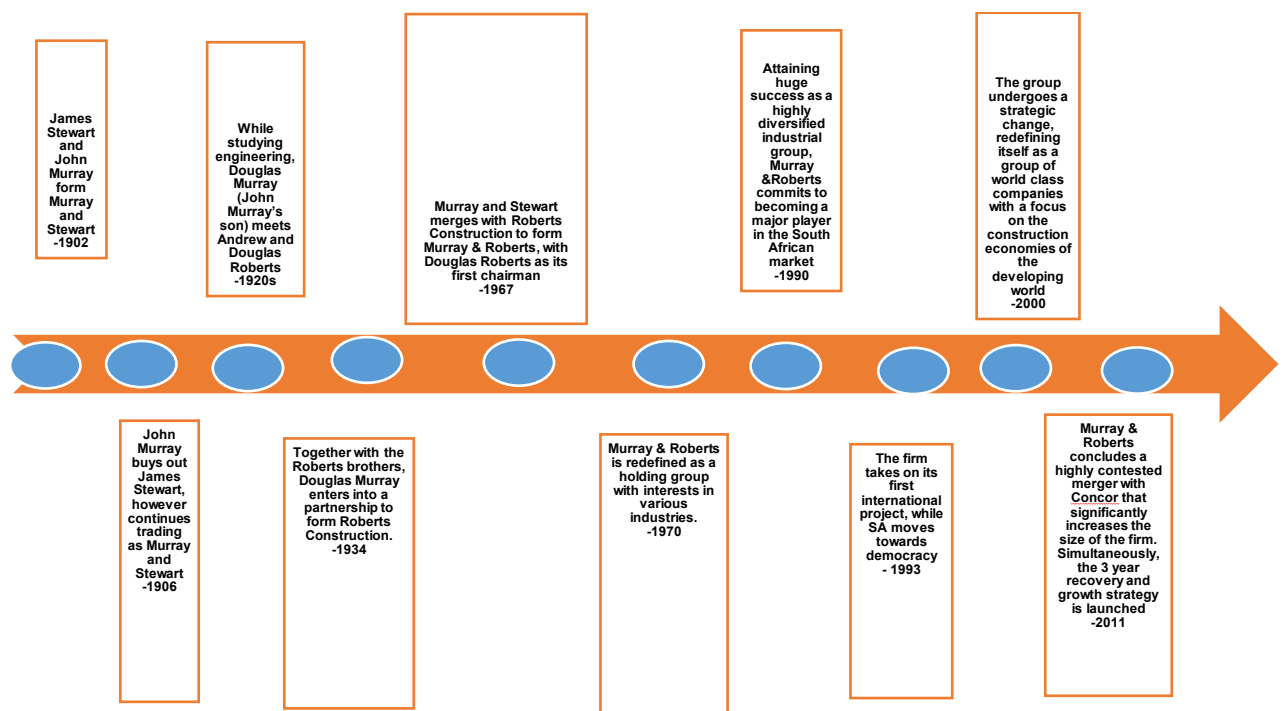 James
Stewart
and
John
Murray
form
Murray
and
Stewart
-1902
John
Murray
buys out
James
Stewart,
however
continues
trading
as Murray
and
Stewart
-1906
While
studying
engineering,
Douglas
Murray
(John
Murray's
son) meets
Andrew and
Douglas
Roberts
-1920s
Together with the
Roberts brothers,
Douglas Murray
enters into a
partnership to
form Roberts
Construction.
-1934
Murray and Stewart
merges with Roberts
Construction to form
Murray & Roberts, with
Douglas Roberts as its
first chairman
-1967
Murray & Roberts
is redefined as a
holding group
with interests in
various
industries.
-1970
Attaining
huge
success as a
highly
diversified
industrial
group,
Murray
&Roberts
commits to
becoming a
major player
in the South
African
market
-1990
The firm
takes on its
first
international
project, while
SA moves
towards
democracy
- 1993
The group
undergoes a
strategic
change,
redefining
itself as a
group of
world class
companies
with a focus
on the
construction
economies of
the
developing
world
-2000
Murray &
Roberts
concludes a
highly contested
merger with
Concor that
significantly
increases the
size of the firm.
Simultaneously,
the 3 year
recovery and
growth strategy
is launched
-2011